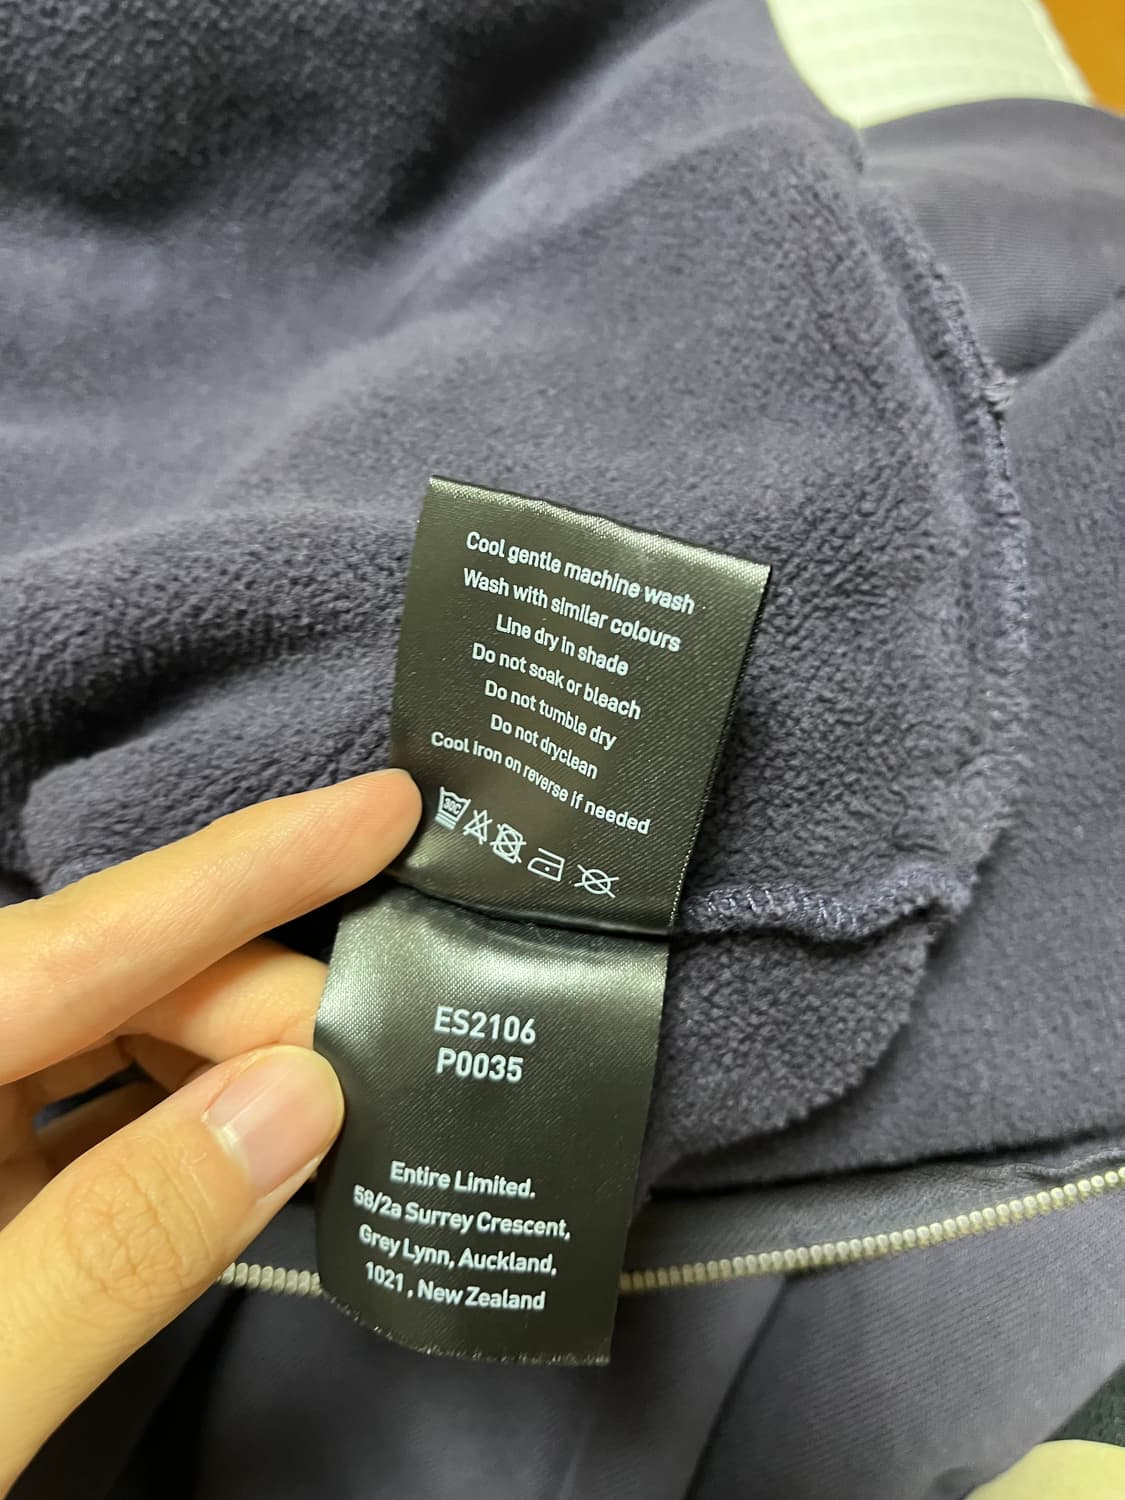 Cool gentle machine wash
Wash with similar colours
Line dry in shade
Do not soak or bleach
Do not tumble dry
Do not dryclean
Cool iron on reverse if needed
30C
ES2106
P0035
Entire Limited.
58/2a Surrey Crescent,
Grey Lynn, Auckland,
1021 , New Zealand